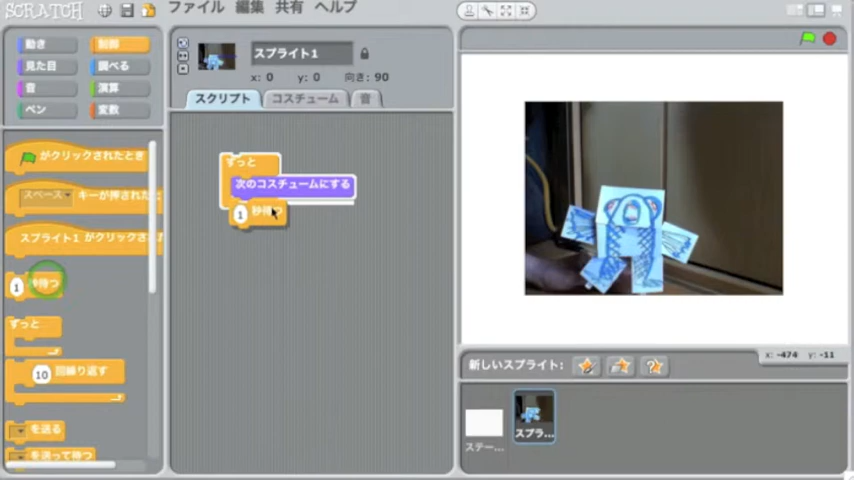 SCRATCH ファイル 編集 共有 ヘルプ
動き 制御
見た目 調べる
音 演算
ペン 変数
スプライト1
x: 0 y: 0 向き: 90
スクリプト コスチューム 音
がクリックされたとき
スペース キーが押された
スプライト1 がクリックされた
1 秒待つ
ずっと
10 回繰り返す
を送る
を送って待つ
ずっと
次のコスチュームにする
1 秒待つ
x: -474 y: -11
新しいスプライト:
ステー...
スプラ...